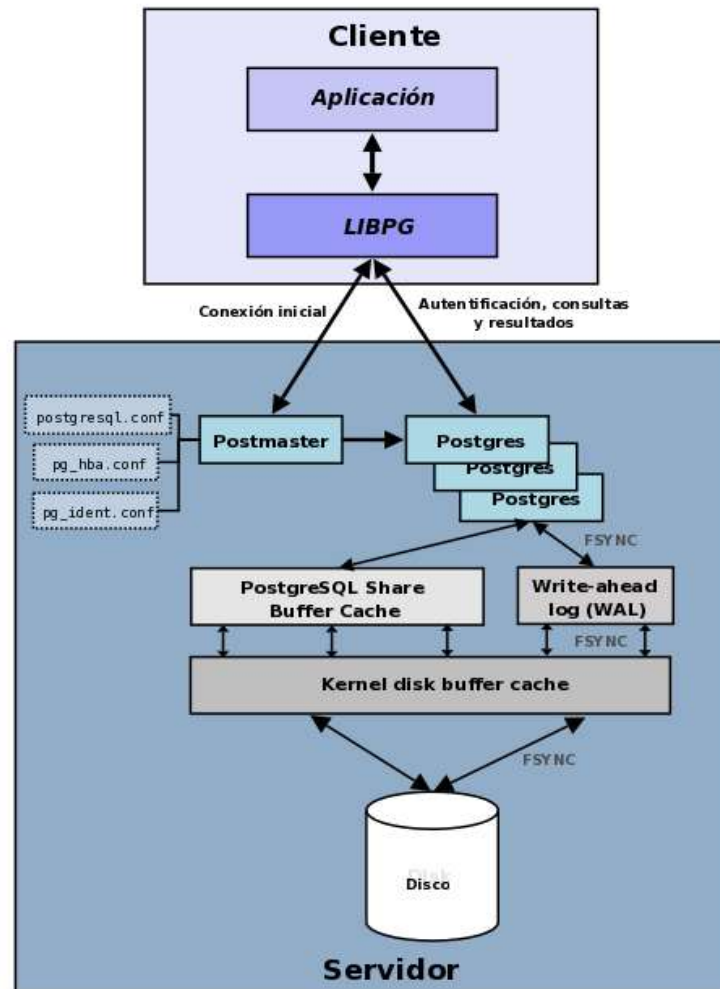 Cliente
Aplicación
LIBPG
Conexión inicial
Autentificación, consultas
y resultados
postgresql.conf
pg_hba.conf
pg_ident.conf
Postmaster
Postgres
Postgres
Postgres
FSYNC
PostgreSQL Share
Buffer Cache
Write-ahead
log (WAL)
FSYNC
Kernel disk buffer cache
FSYNC
Disk
Disco
Servidor